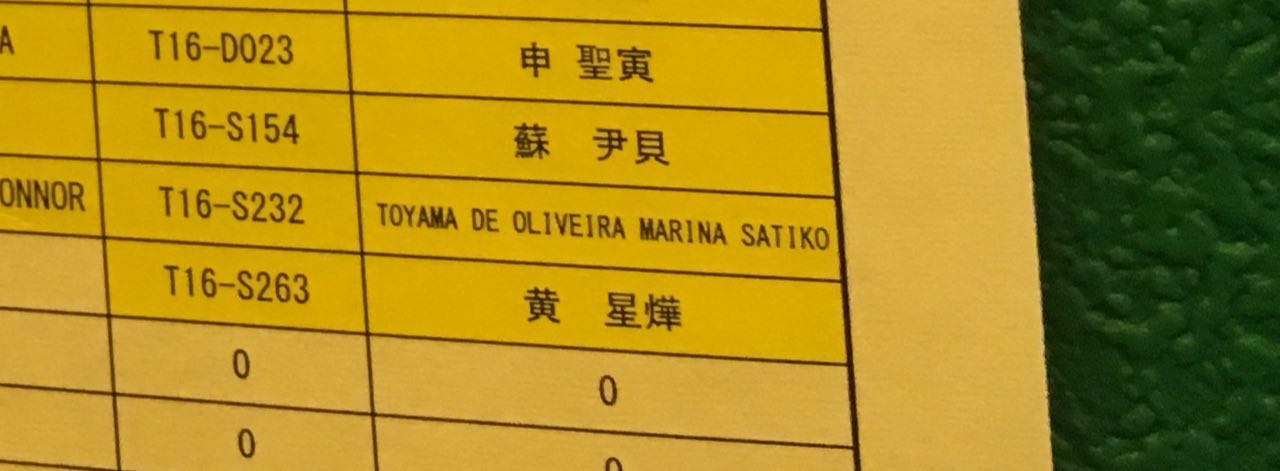 A T16-D023 申 聖寅
T16-S154 蘇 尹貝
ONNOR T16-S232 TOYAMA DE OLIVEIRA MARINA SATIKO
T16-S263 黄 星燁
0 0
0 0